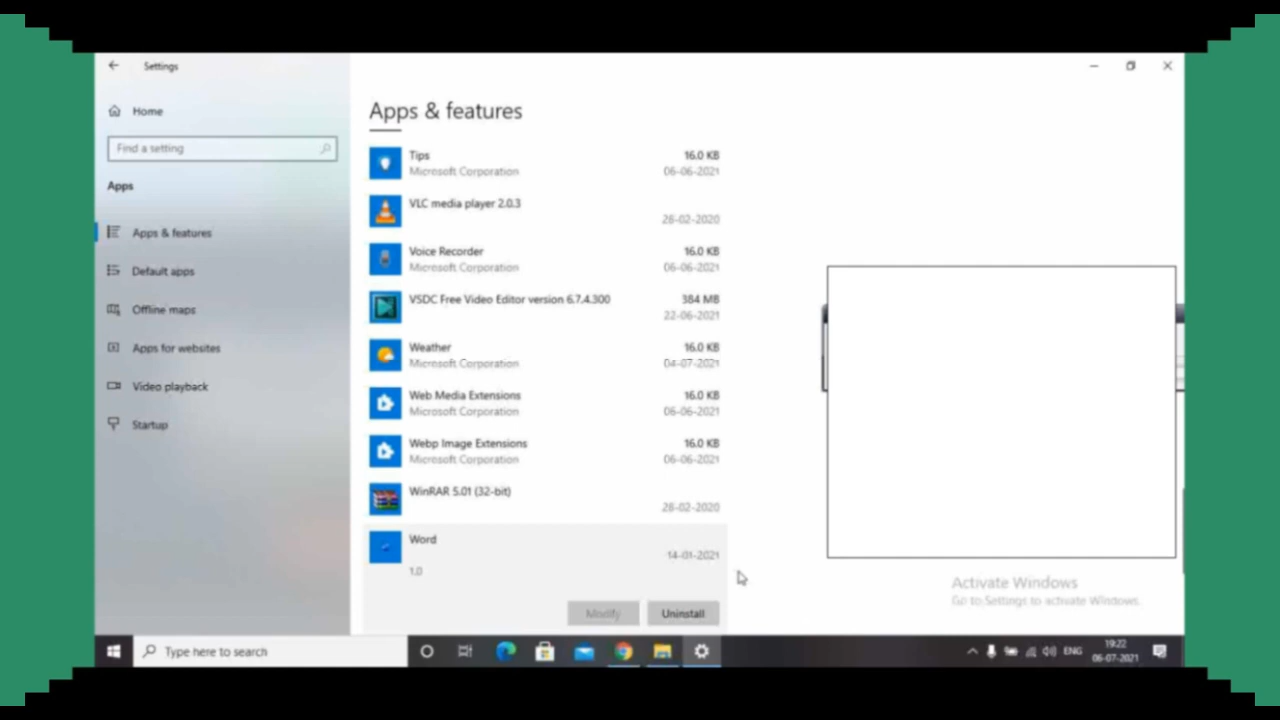 Settings
Home
Find a setting
Apps
Apps & features
Default apps
Offline maps
Apps for websites
Video playback
Startup
Apps & features
Tips
16.0 KB
Microsoft Corporation
06-06-2021
VLC media player 2.0.3
28-02-2020
Voice Recorder
16.0 KB
Microsoft Corporation
06-06-2021
VSDC Free Video Editor version 6.7.4.300
384 MB
22-06-2021
Weather
16.0 KB
Microsoft Corporation
04-07-2021
Web Media Extensions
16.0 KB
Microsoft Corporation
06-06-2021
Webp Image Extensions
16.0 KB
Microsoft Corporation
06-06-2021
WinRAR 5.01 (32-bit)
28-02-2020
Word
14-01-2021
1.0
Modify
Uninstall
Activate Windows
Go to Settings to activate Windows.
Type here to search
ENG
19:22
06-07-2021